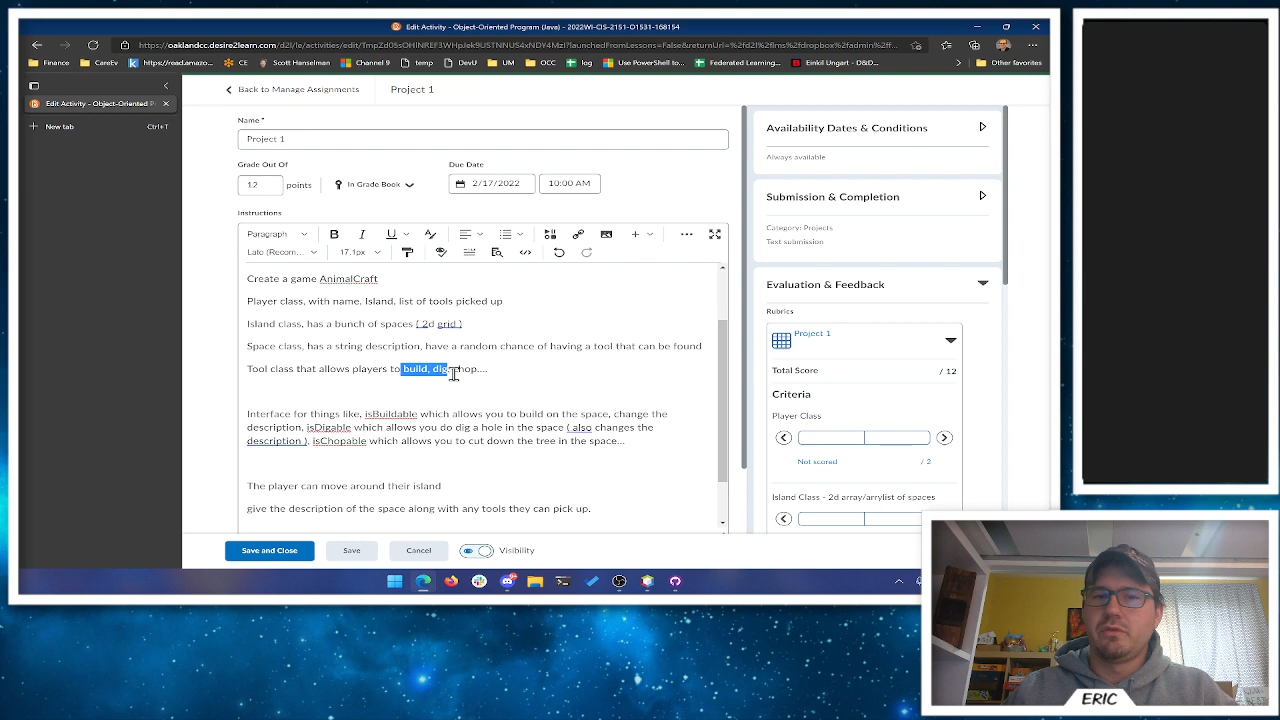 Edit Activity - Object-Oriented Program (Java) - 2022WI-CIS-2151-O1531-168154
Finance
CareEv
CE
Scott Hanselman
Channel 9
temp
DevU
UM
OCC
log
Use PowerShell to...
Federated Learning...
Einkil Ungart - D&D...
Other favorites
Edit Activity - Object-Oriented P
New tab
Ctrl+T
Back to Manage Assignments
Project 1
Name *
Project 1
Grade Out Of
Due Date
12
points
In Grade Book
2/17/2022
10:00 AM
Instructions
Paragraph
Lato (Recom...
17.1px
Create a game AnimalCraft
Player class, with name, Island, list of tools picked up
Island class, has a bunch of spaces ( 2d grid )
Space class, has a string description, have a random chance of having a tool that can be found
Tool class that allows players to build, dig
Interface for things like, isBuildable which allows you to build on the space, change the
description, isDigable which allows you do dig a hole in the space ( also changes the
description ), isChopable which allows you to cut down the tree in the space...
The player can move around their island
give the description of the space along with any tools they can pick up.
Save and Close
Save
Cancel
Visibility
Availability Dates & Conditions
Always available
Submission & Completion
Category: Projects
Text submission
Evaluation & Feedback
Rubrics
Project 1
Total Score
/ 12
Criteria
Player Class
Not scored
/ 2
Island Class - 2d array/arrylist of spaces
ERIC